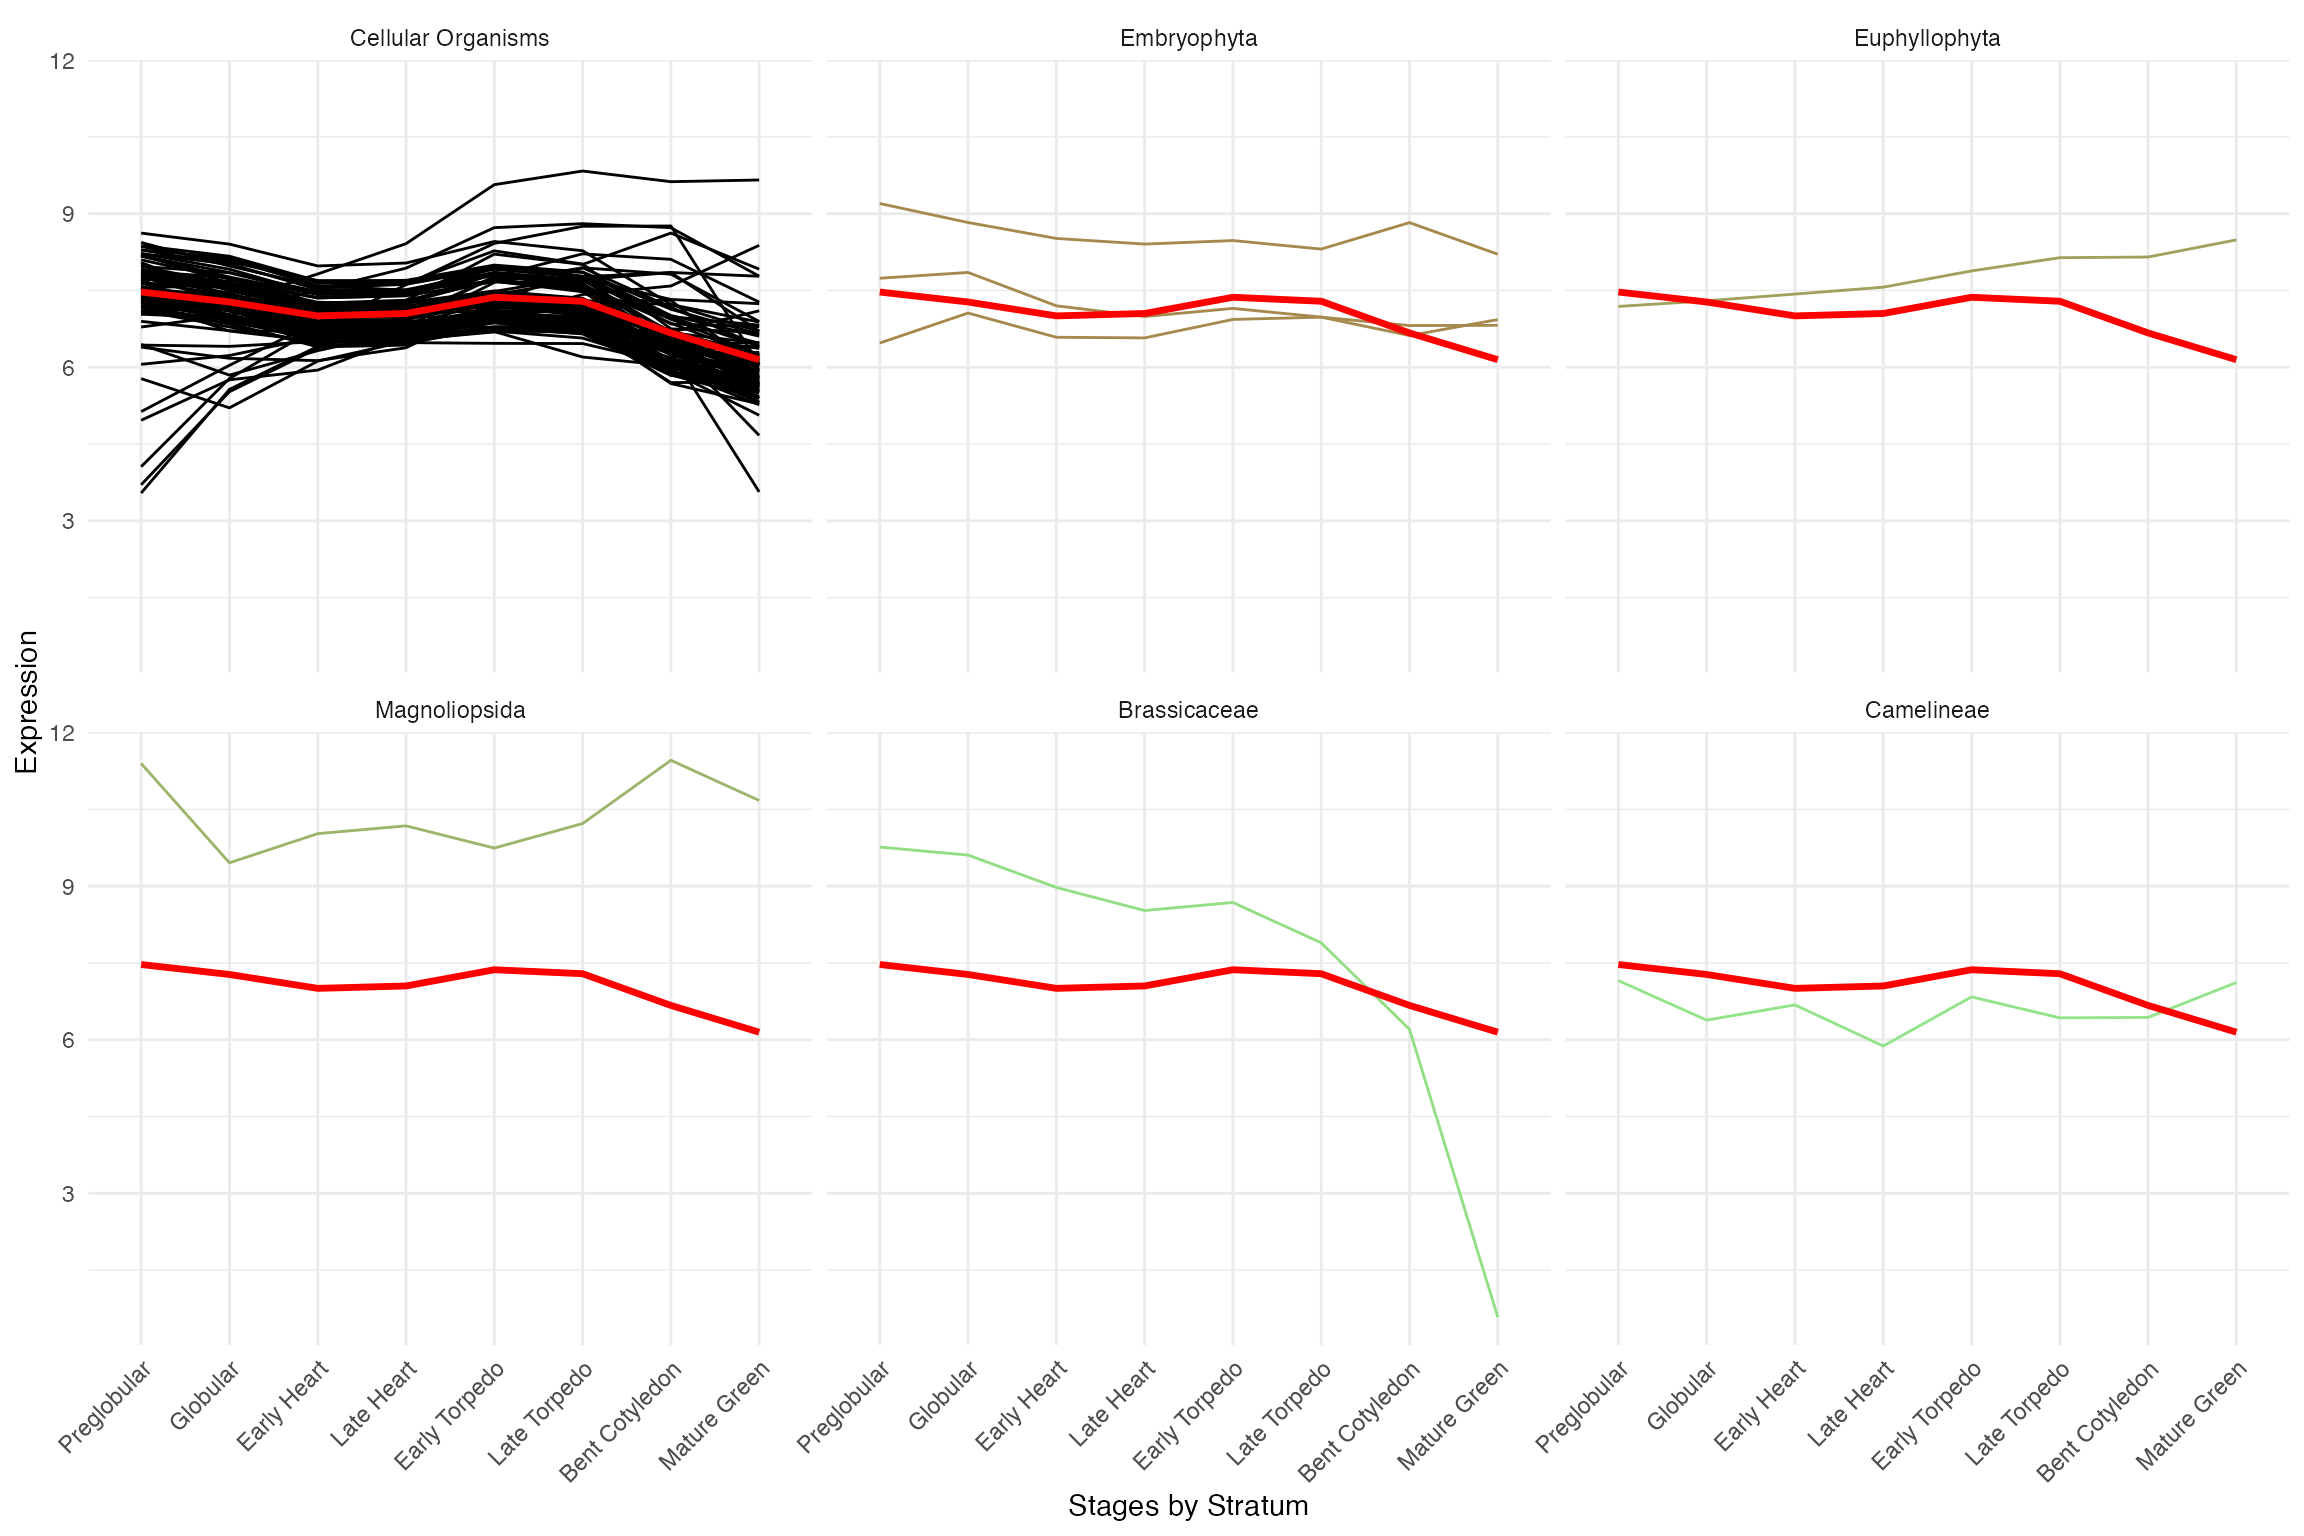 Cellular Organisms
Embryophyta
Euphyllophyta
12
9
6
3
Expression
Magnoliopsida
Brassicaceae
Camelineae
12
9
6
3
Preglobular
Globular
Early Heart
Late Heart
Early Torpedo
Late Torpedo
Bent Cotyledon
Mature Green
Preglobular
Globular
Early Heart
Late Heart
Early Torpedo
Late Torpedo
Bent Cotyledon
Mature Green
Preglobular
Globular
Early Heart
Late Heart
Early Torpedo
Late Torpedo
Bent Cotyledon
Mature Green
Stages by Stratum